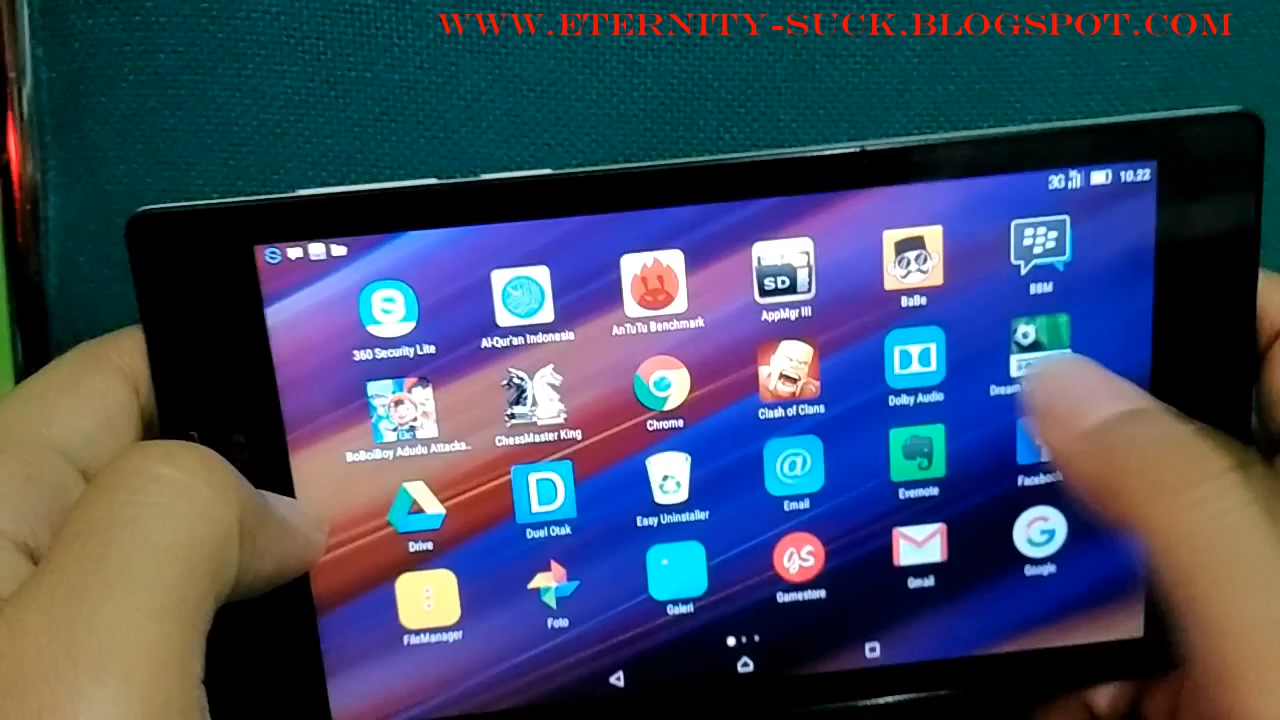 WWW.ETERNITY-SUCK.BLOGSPOT.COM
3G 10.22
360 Security Lite
Al-Qur'an Indonesia
AnTuTu Benchmark
SD
AppMgr III
BaBe
BBM
BoBoiBoy Adudu Attacks..
ChessMaster King
Chrome
Clash of Clans
Dolby Audio
Dream
Drive
D
Duel Otak
Easy Uninstaller
@
Email
Evernote
Facebook
FileManager
Foto
Galeri
gs
Gamestore
Gmail
G
Google